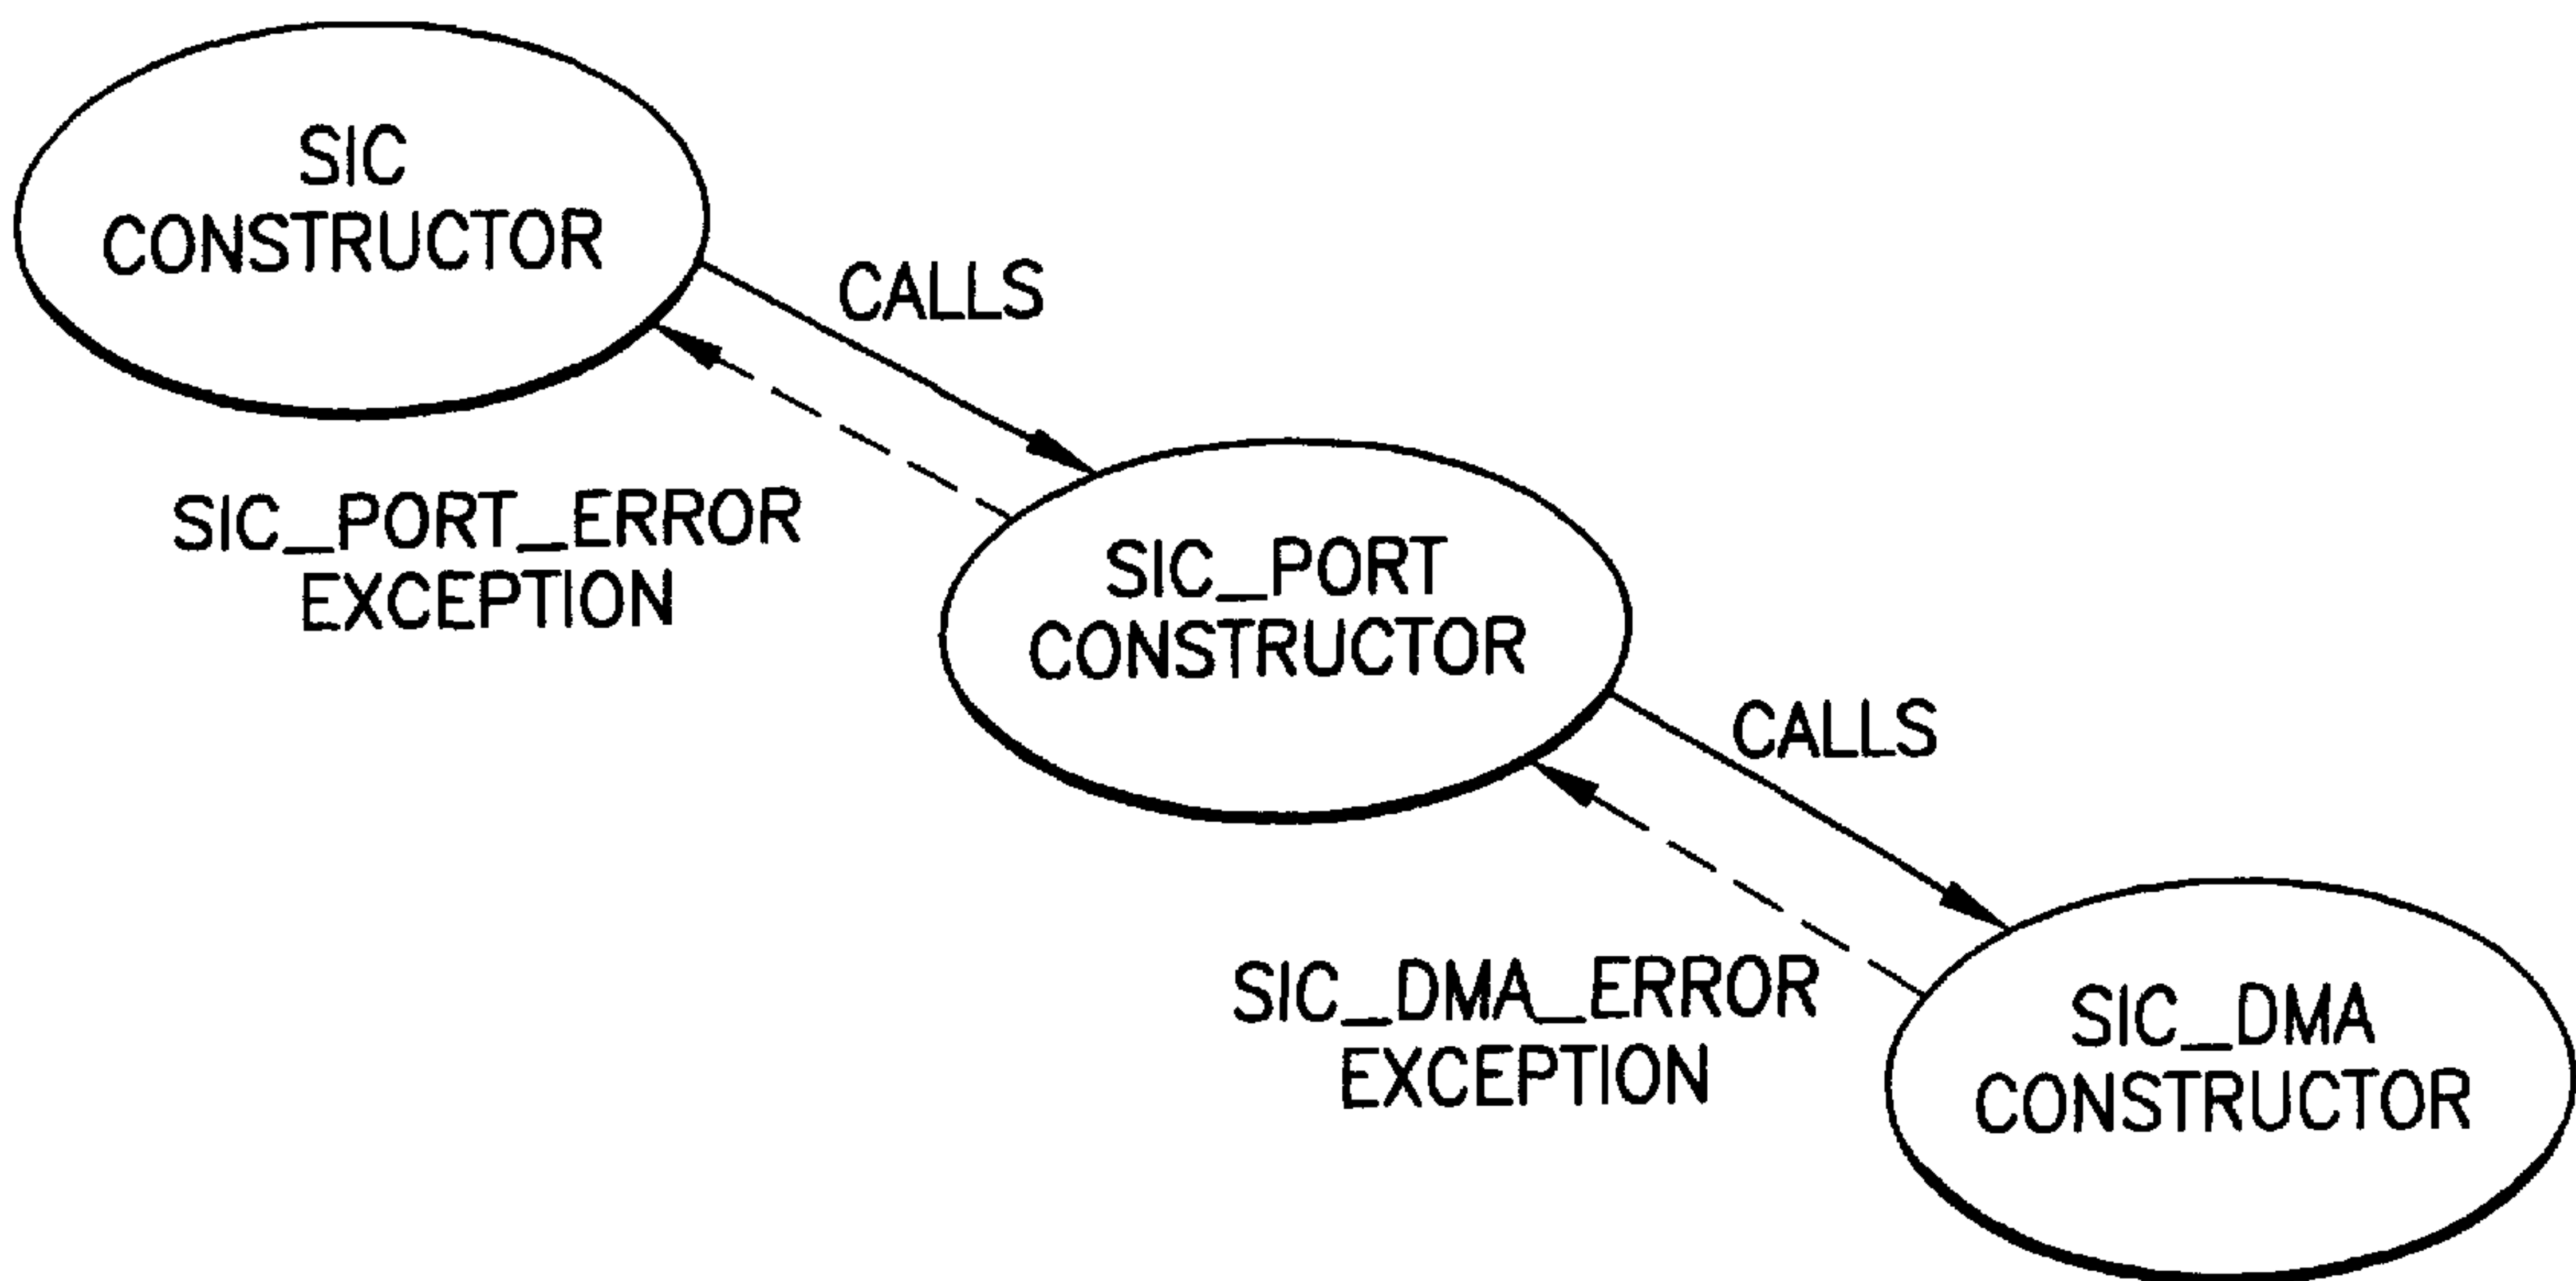 SIC
CONSTRUCTOR
CALLS
SIC_PORT_ERROR
EXCEPTION
SIC_PORT
CONSTRUCTOR
CALLS
SIC_DMA_ERROR
EXCEPTION
SIC_DMA
CONSTRUCTOR